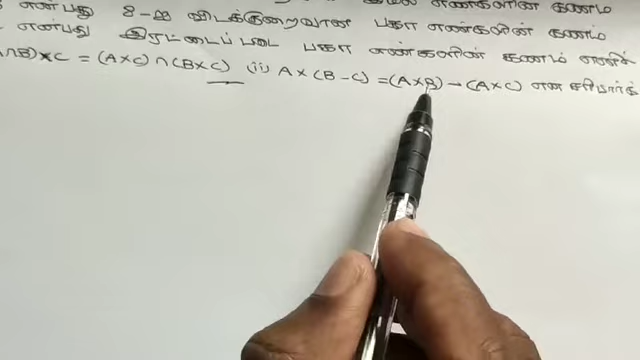 என்பது 8-ஐ விடக்குறைவான பகா எண்களின் கணம்
என்பது இரட்டைப் படை பகா எண்களின் கணம் எனில்
∩B)×C = (A×C) ∩ (B×C) (ii) A × (B - C) = (A×B) - (A×C) என சரிபார்க்